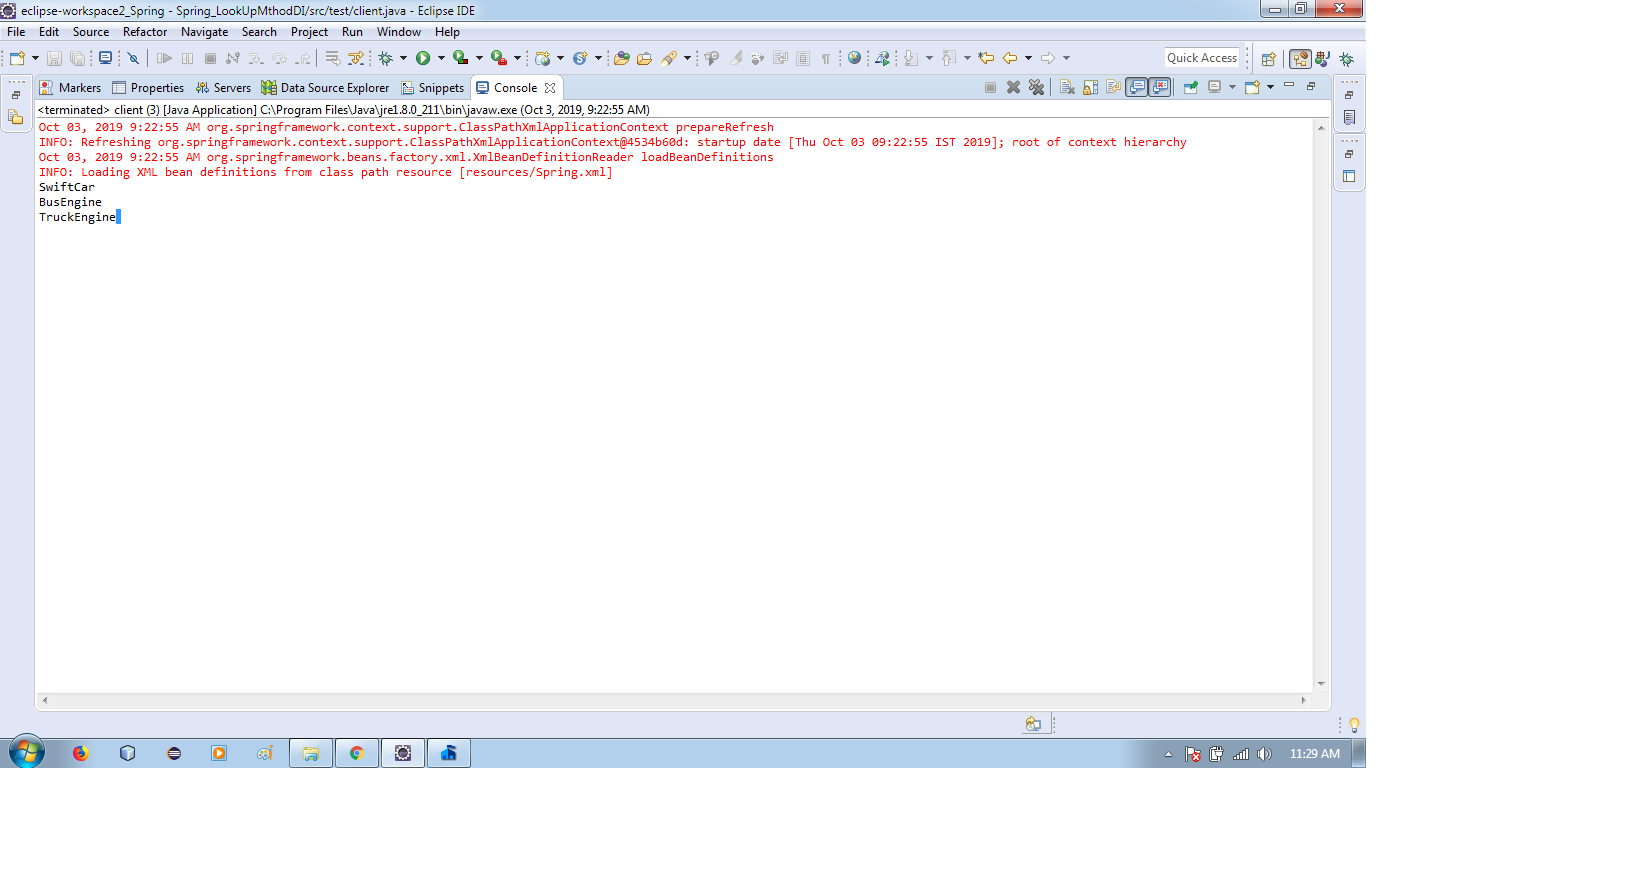 eclipse-workspace2_Spring - Spring_LookUpMthodDI/src/test/client.java - Eclipse IDE
File Edit Source Refactor Navigate Search Project Run Window Help
Quick Access
Markers Properties Servers Data Source Explorer Snippets Console
<terminated> client (3) [Java Application] C:\Program Files\Java\jre1.8.0_211\bin\javaw.exe (Oct 3, 2019, 9:22:55 AM)
Oct 03, 2019 9:22:55 AM org.springframework.context.support.ClassPathXmlApplicationContext prepareRefresh
INFO: Refreshing org.springframework.context.support.ClassPathXmlApplicationContext@4534b60d: startup date [Thu Oct 03 09:22:55 IST 2019]; root of context hierarchy
Oct 03, 2019 9:22:55 AM org.springframework.beans.factory.xml.XmlBeanDefinitionReader loadBeanDefinitions
INFO: Loading XML bean definitions from class path resource [resources/Spring.xml]
SwiftCar
BusEngine
TruckEngine
11:29 AM